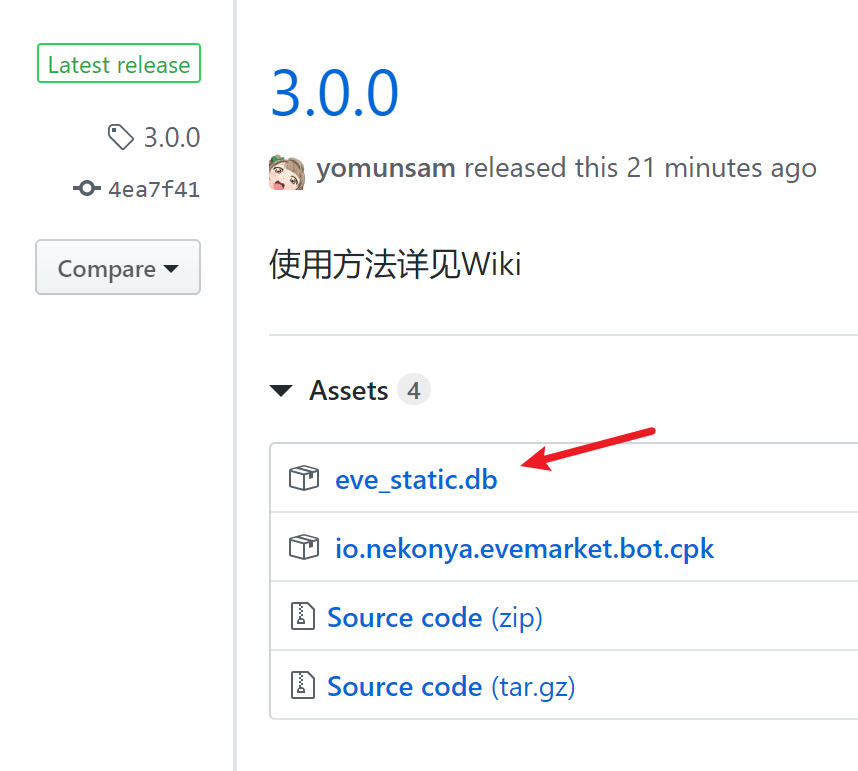 Latest release
3.0.0
4ea7f41
Compare
3.0.0
yomunsam released this 21 minutes ago
使用方法详见Wiki
Assets 4
eve_static.db
io.nekonya.evemarket.bot.cpk
Source code (zip)
Source code (tar.gz)